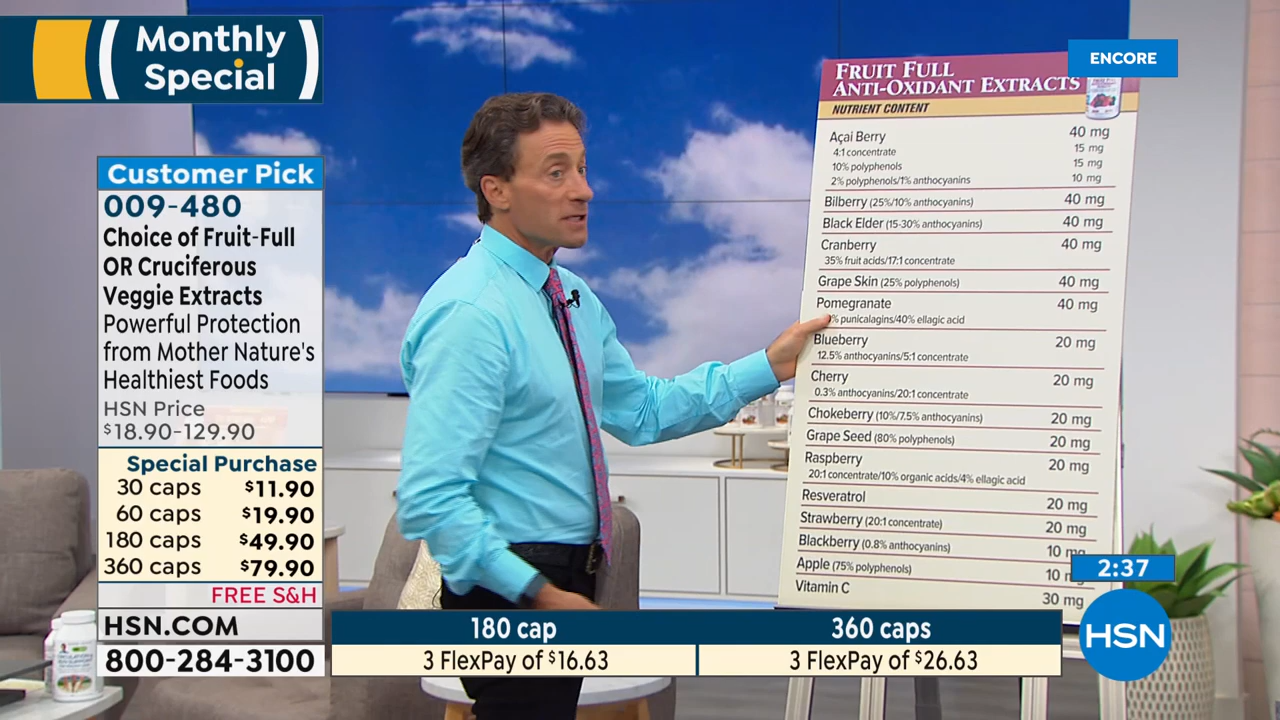 Monthly
Special
ENCORE
Customer Pick
009-480
Choice of Fruit-Full
OR Cruciferous
Veggie Extracts
Powerful Protection
from Mother Nature's
Healthiest Foods
HSN Price
$18.90-129.90
Special Purchase
30 caps $11.90
60 caps $19.90
180 caps $49.90
360 caps $79.90
FREE S&H
HSN.COM
800-284-3100
180 cap 360 caps
3 FlexPay of $16.63 3 FlexPay of $26.63
FRUIT FULL
ANTI-OXIDANT EXTRACTS
NUTRIENT CONTENT
Açai Berry 40 mg
4:1 concentrate 15 mg
10% polyphenols 15 mg
2% polyphenols/1% anthocyanins 10 mg
Bilberry (25%/10% anthocyanins) 40 mg
Black Elder (15-30% anthocyanins) 40 mg
Cranberry 40 mg
35% fruit acids/17:1 concentrate
Grape Skin (25% polyphenols) 40 mg
Pomegranate 40 mg
% punicalagins/40% ellagic acid
Blueberry 20 mg
12.5% anthocyanins/5:1 concentrate
Cherry 20 mg
0.3% anthocyanins/20:1 concentrate
Chokeberry (10%/7.5% anthocyanins) 20 mg
Grape Seed (80% polyphenols) 20 mg
Raspberry 20 mg
20:1 concentrate/10% organic acids/4% ellagic acid
Resveratrol 20 mg
Strawberry (20:1 concentrate) 20 mg
Blackberry (0.8% anthocyanins) 10 mg
Apple (75% polyphenols) 10
Vitamin C 30 mg
2:37
HSN